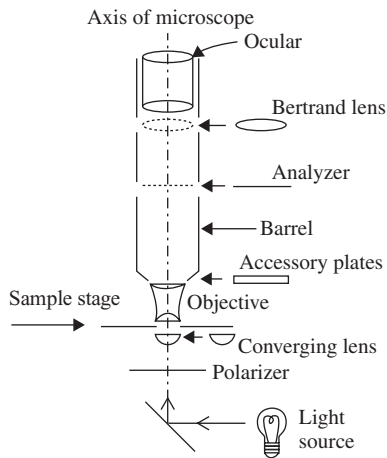 Axis of microscope
Ocular
Bertrand lens
Analyzer
Barrel
Accessory plates
Sample stage
Objective
Converging lens
Polarizer
Light
source